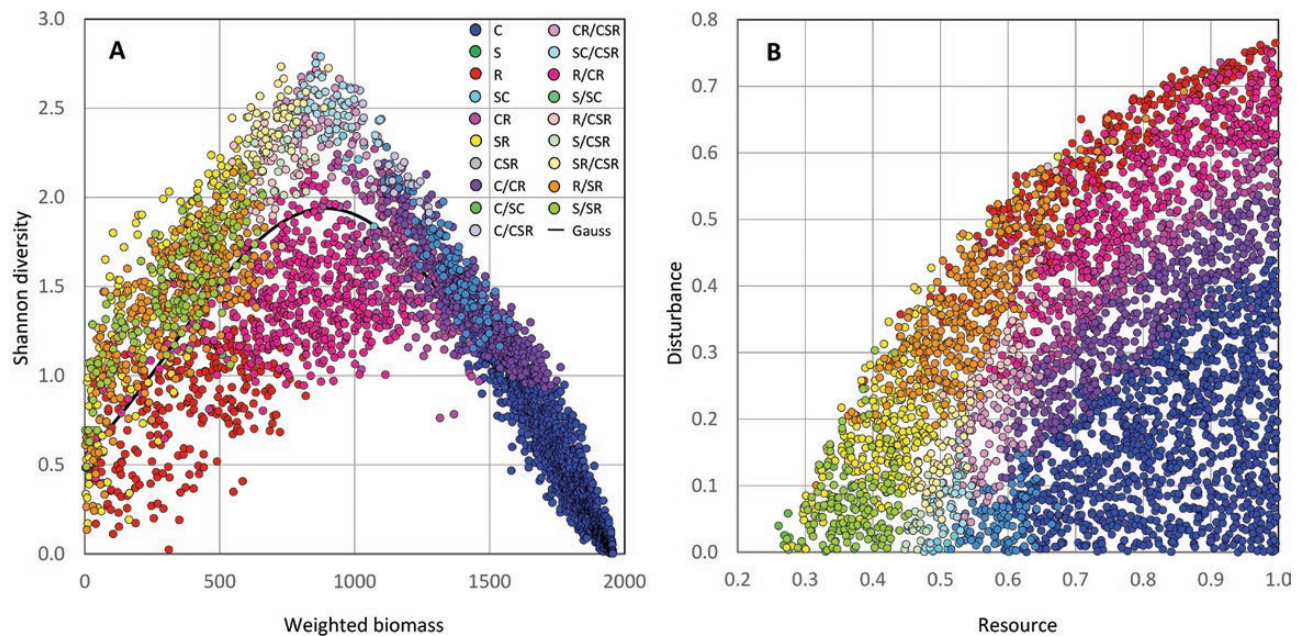 A
Shannon diversity
3.0
2.5
2.0
1.5
1.0
0.5
0.0
0 500 1000 1500 2000
Weighted biomass
C CR/CSR
S SC/CSR
R R/CR
SC S/SC
CR R/CSR
SR S/CSR
CSR SR/CSR
C/CR R/SR
C/SC S/SR
C/CSR Gauss
B
Disturbance
0.8
0.7
0.6
0.5
0.4
0.3
0.2
0.1
0.0
0.2 0.3 0.4 0.5 0.6 0.7 0.8 0.9 1.0
Resource